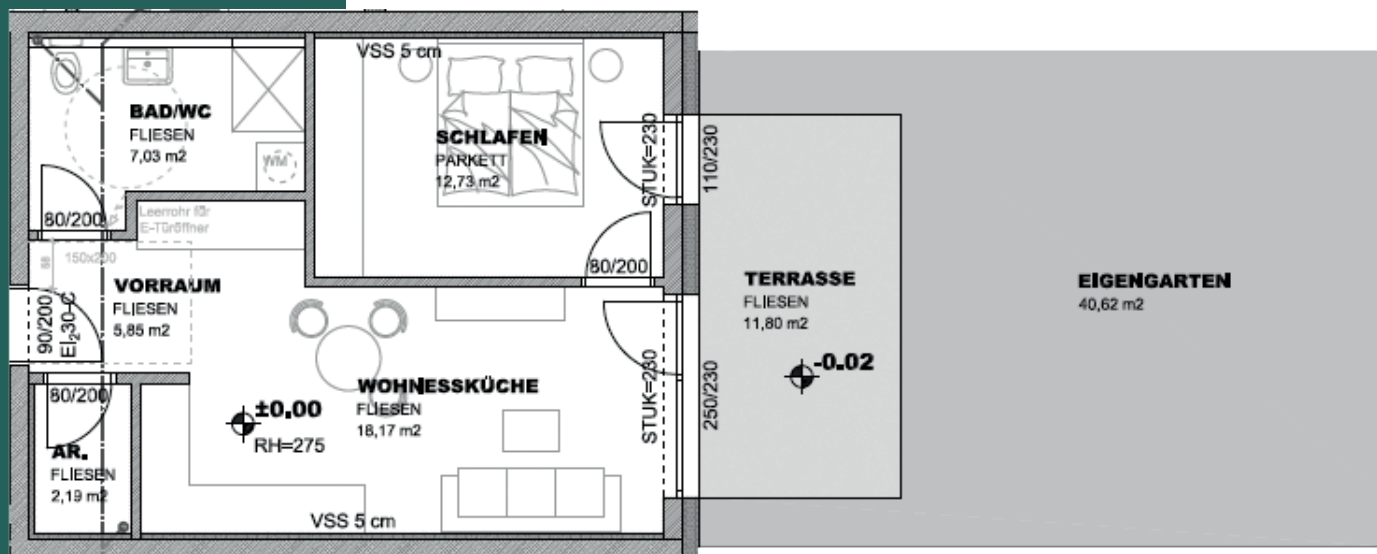 BAD/WC
FLIESEN
7,03 m2
WM
80/200
VSS 5 cm
SCHLAFEN
PARKETT
12,73 m2
STUK=230
110/230
80/200
Leerrohr für
E-Türöffner
150x200
88
VORRAUM
FLIESEN
5,85 m2
90/200
EI₂30-C
80/200
AR.
FLIESEN
2,19 m2
±0.00
RH=275
WOHNESSKÜCHE
FLIESEN
18,17 m2
VSS 5 cm
STUK=230
250/230
TERRASSE
FLIESEN
11,80 m2
-0.02
EIGENGARTEN
40,62 m2